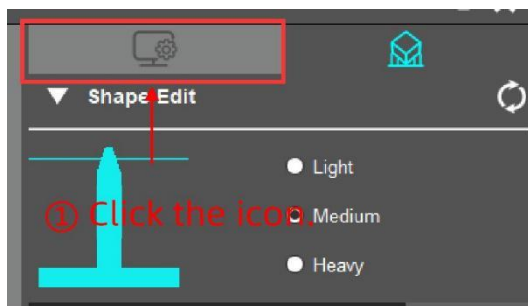 Shape Edit
Light
① Click the icon.
Medium
Heavy